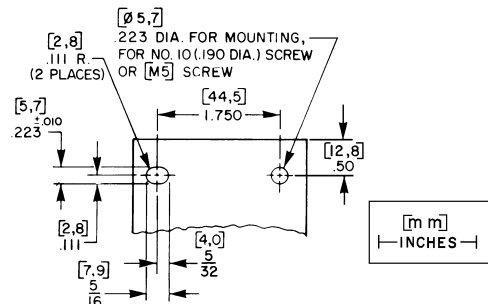 [Ø5,7]
.223 DIA. FOR MOUNTING,
FOR NO. 10 (.190 DIA.) SCREW
OR [M5] SCREW
[2,8]
.111 R.
(2 PLACES)
[5,7]
±.010
.223
[44,5]
1.750
[12,8]
.50
[2,8]
.111
[4,0]
5
32
[7,9]
5
16
[mm]
INCHES